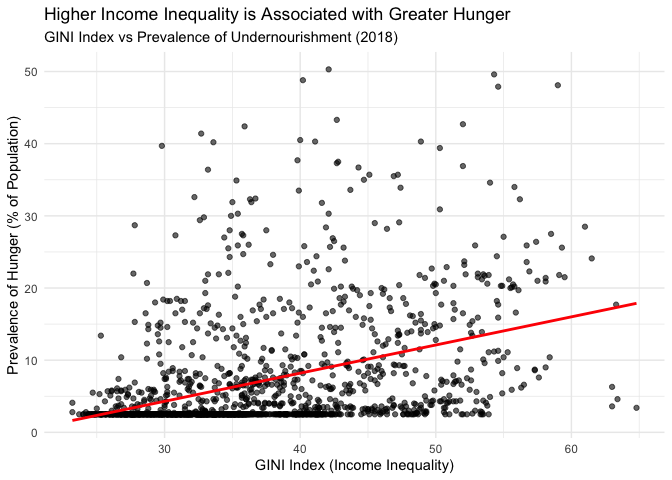 Higher Income Inequality is Associated with Greater Hunger
GINI Index vs Prevalence of Undernourishment (2018)
Prevalence of Hunger (% of Population)
50
40
30
20
10
0
30 40 50 60
GINI Index (Income Inequality)